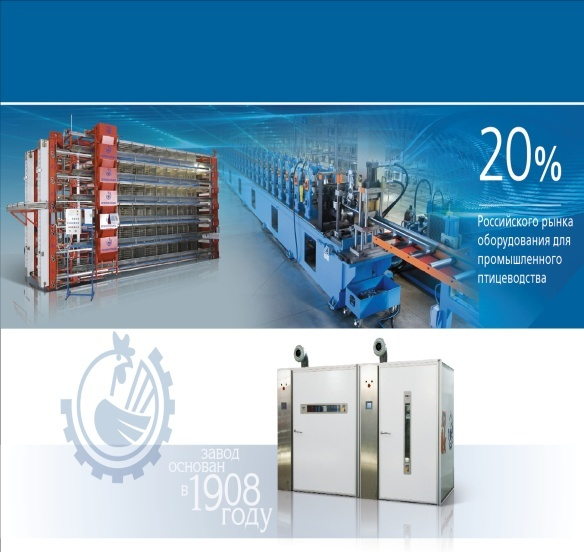 20%
Российского рынка
оборудования для
промышленного
птицеводства
завод
основан
в 1908
году